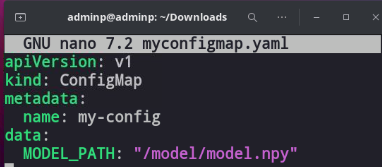 adminp@adminp: ~/Downloads
GNU nano 7.2 myconfigmap.yaml
apiVersion: v1
kind: ConfigMap
metadata:
  name: my-config
data:
  MODEL_PATH: "/model/model.npy"